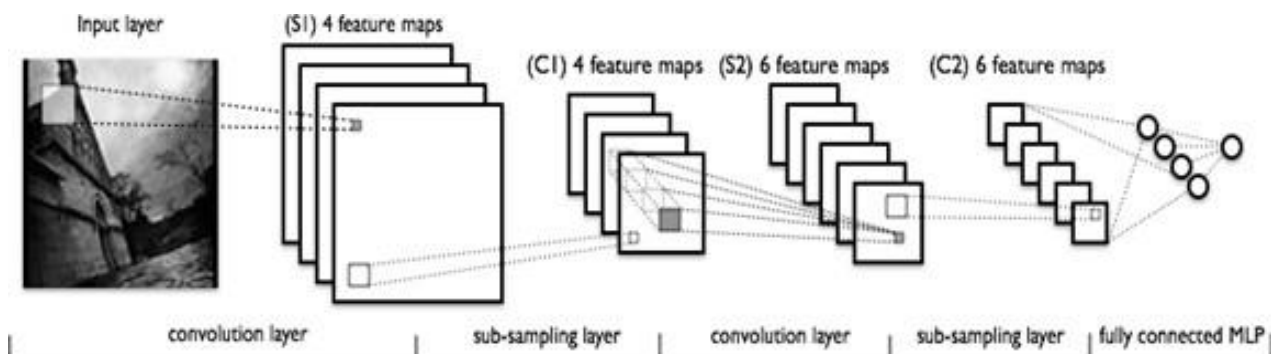 Input layer
(S1) 4 feature maps
(C1) 4 feature maps
(S2) 6 feature maps
(C2) 6 feature maps
convolution layer
sub-sampling layer
convolution layer
sub-sampling layer
fully connected MLP